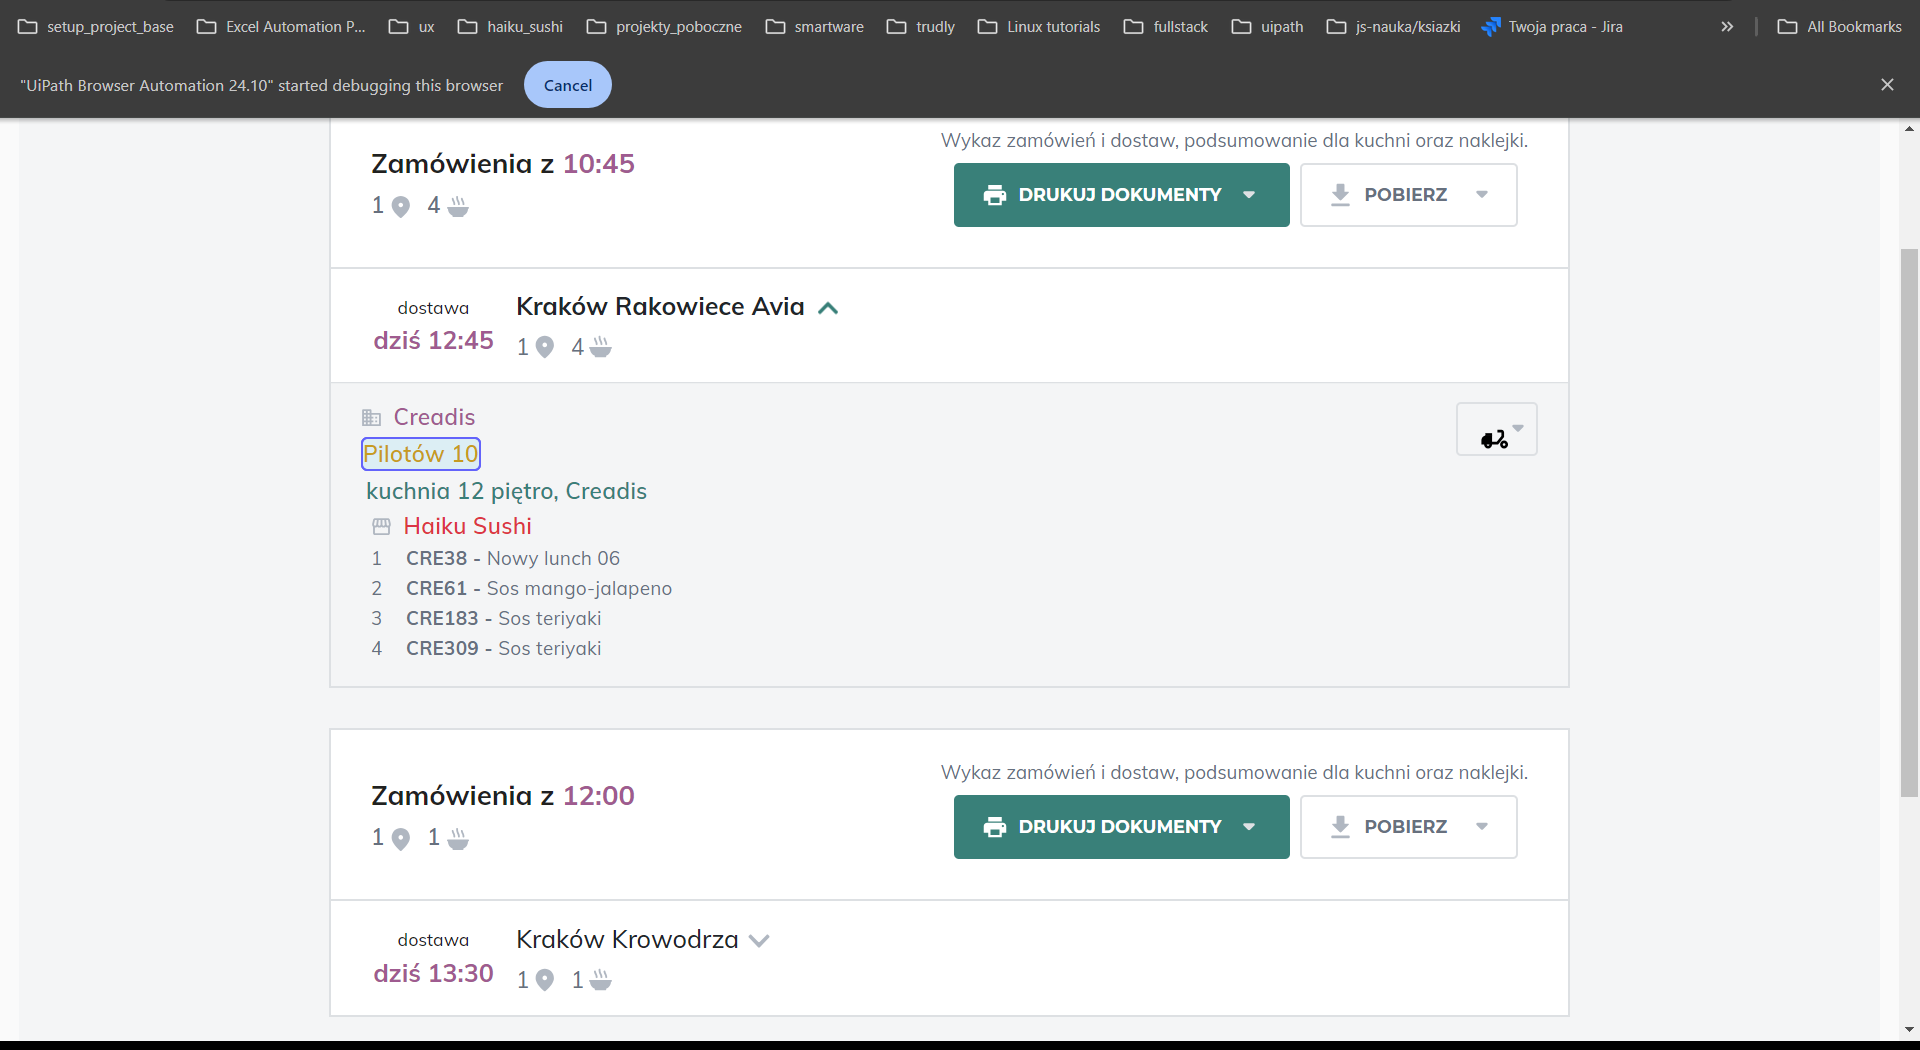 setup_project_base Excel Automation P... ux haiku_sushi projekty_poboczne smartware trudly Linux tutorials fullstack uipath js-nauka/ksiazki Twoja praca - Jira » All Bookmarks
"UiPath Browser Automation 24.10" started debugging this browser Cancel
Wykaz zamówień i dostaw, podsumowanie dla kuchni oraz naklejki.
Zamówienia z 10:45
DRUKUJ DOKUMENTY POBIERZ
1 4
dostawa Kraków Rakowiece Avia
dziś 12:45 1 4
Creadis
Pilotów 10
kuchnia 12 piętro, Creadis
Haiku Sushi
1 CRE38 - Nowy lunch 06
2 CRE61 - Sos mango-jalapeno
3 CRE183 - Sos teriyaki
4 CRE309 - Sos teriyaki
Wykaz zamówień i dostaw, podsumowanie dla kuchni oraz naklejki.
Zamówienia z 12:00
DRUKUJ DOKUMENTY POBIERZ
1 1
dostawa Kraków Krowodrza
dziś 13:30 1 1